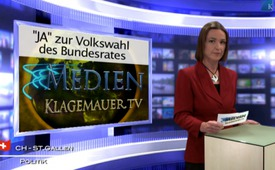 "JA" zur Volkswahl
des Bundesrates
MEDIEN
KLAGEMAUER.TV
CH – ST.GALLEN
POLITIK